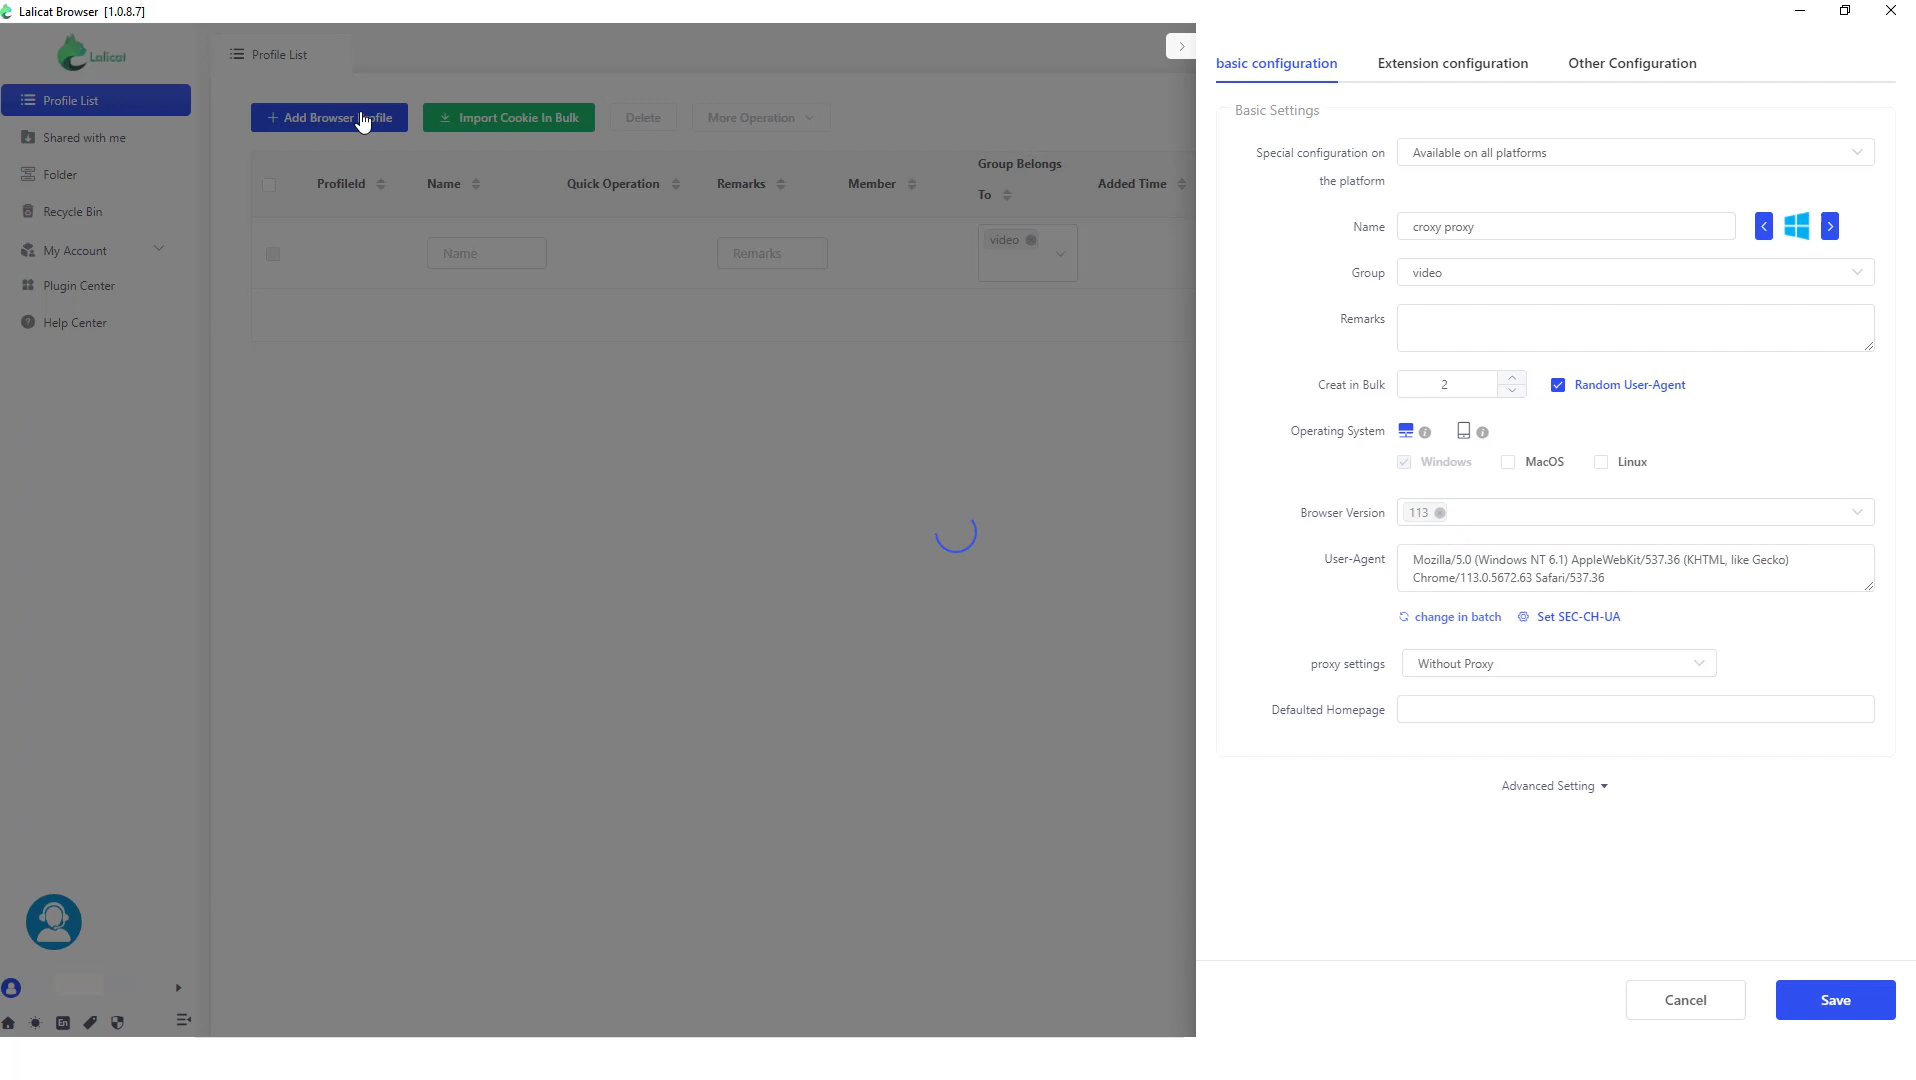 Lalicat Browser [1.0.8.7]
Lalicat
Profile List
Shared with me
Folder
Recycle Bin
My Account
Plugin Center
Help Center
En
Profile List
+ Add Browser Profile
Import Cookie In Bulk
Delete
More Operation
ProfileId
Name
Quick Operation
Remarks
Member
Group Belongs
To
Added Time
Name
Remarks
video
basic configuration
Extension configuration
Other Configuration
Basic Settings
Special configuration on
the platform
Available on all platforms
Name
croxy proxy
Group
video
Remarks
Creat in Bulk
2
Random User-Agent
Operating System
Windows
MacOS
Linux
Browser Version
113
User-Agent
Mozilla/5.0 (Windows NT 6.1) AppleWebKit/537.36 (KHTML, like Gecko)
Chrome/113.0.5672.63 Safari/537.36
change in batch
Set SEC-CH-UA
proxy settings
Without Proxy
Defaulted Homepage
Advanced Setting
Cancel
Save